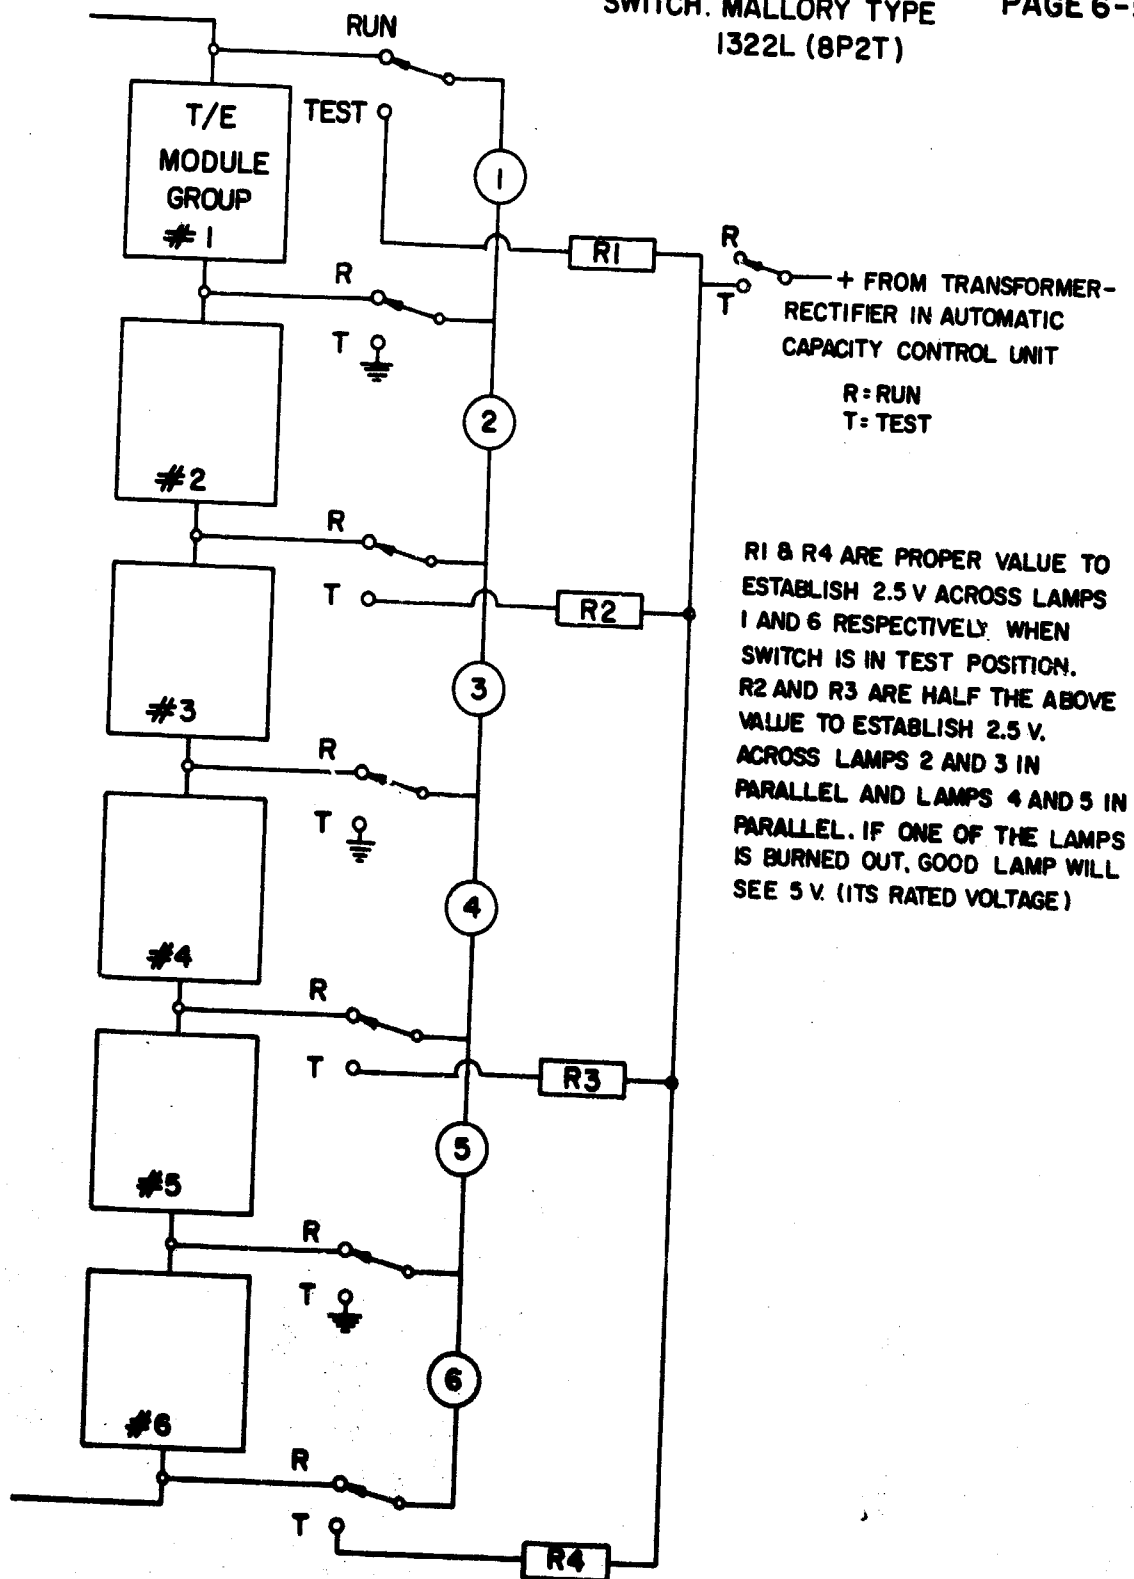 SWITCH: MALLORY TYPE
1322L (8P2T)
PAGE 6-
RUN
TEST
T/E
MODULE
GROUP
#1
1
R1
R
T
+ FROM TRANSFORMER-
RECTIFIER IN AUTOMATIC
CAPACITY CONTROL UNIT
R=RUN
T=TEST
R
T
#2
2
R
T
R2
R1 & R4 ARE PROPER VALUE TO
ESTABLISH 2.5 V ACROSS LAMPS
1 AND 6 RESPECTIVELY WHEN
SWITCH IS IN TEST POSITION.
R2 AND R3 ARE HALF THE ABOVE
VALUE TO ESTABLISH 2.5 V.
ACROSS LAMPS 2 AND 3 IN
PARALLEL AND LAMPS 4 AND 5 IN
PARALLEL. IF ONE OF THE LAMPS
IS BURNED OUT, GOOD LAMP WILL
SEE 5 V. (ITS RATED VOLTAGE)
#3
3
R
T
#4
4
R
T
R3
#5
5
R
T
#6
6
R
T
R4